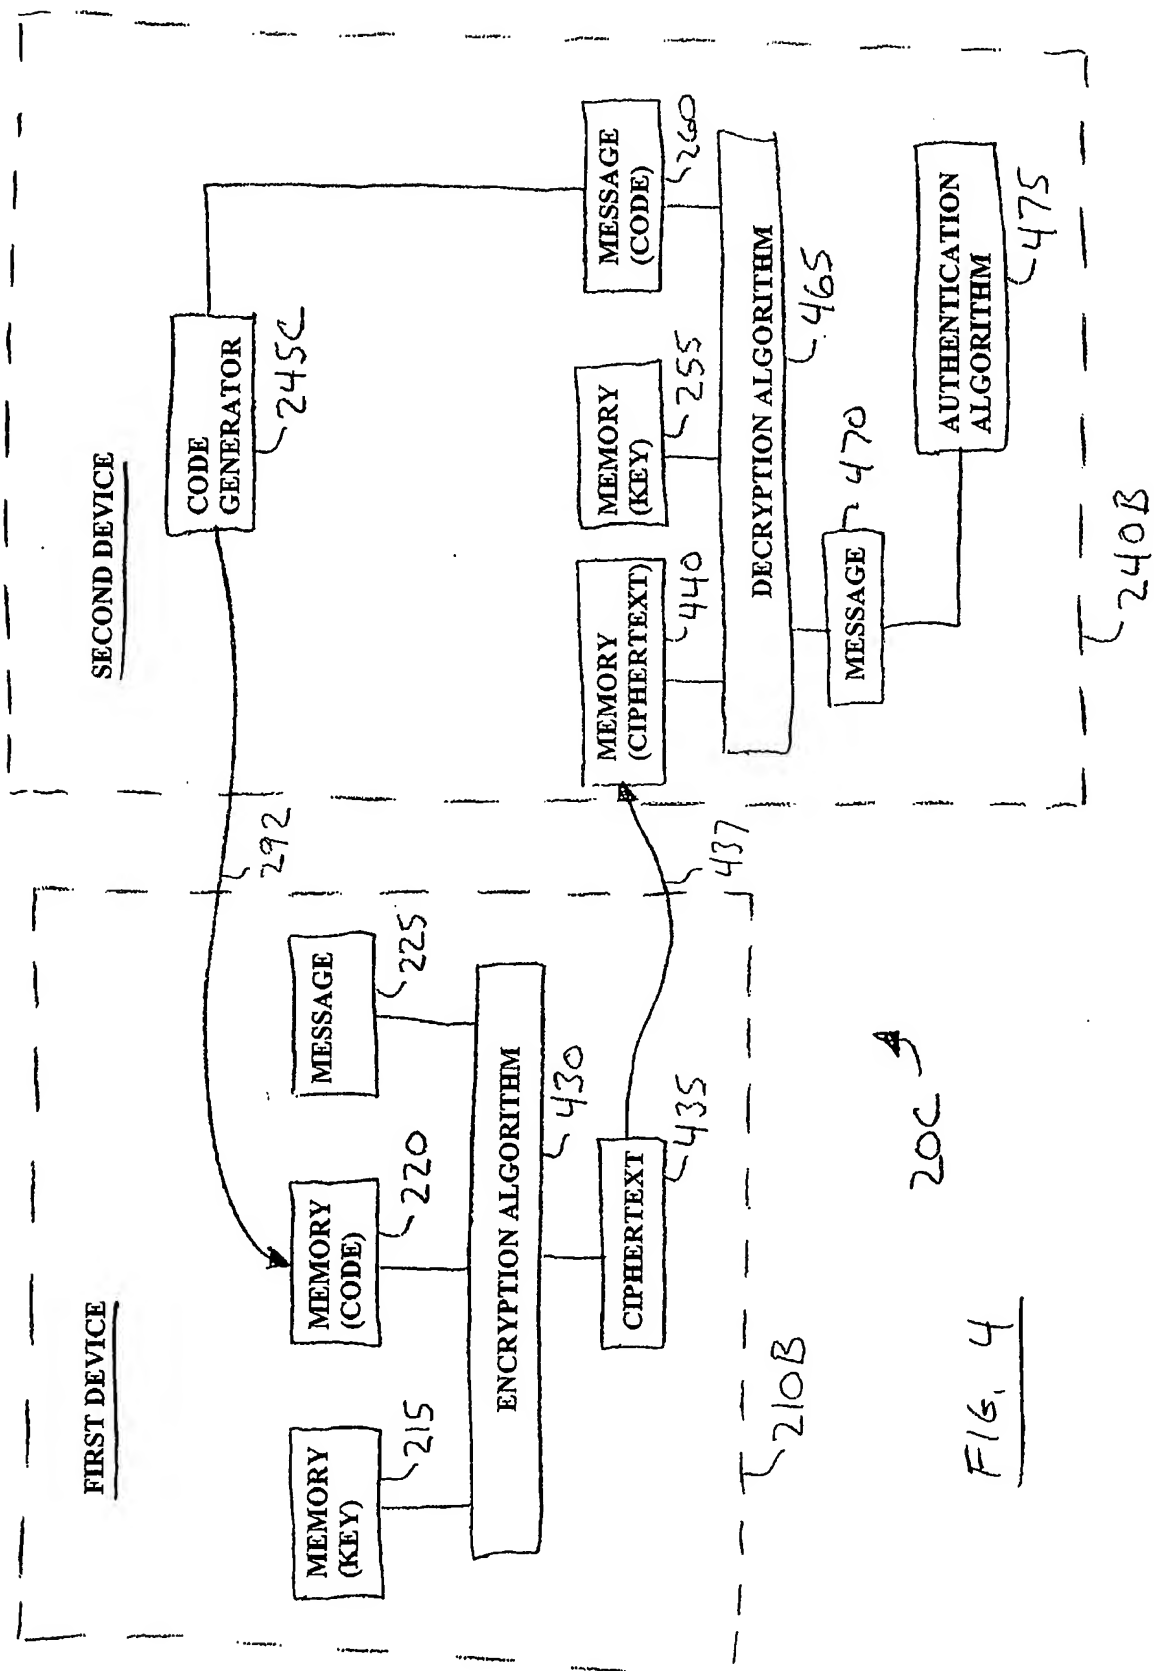 FIRST DEVICE
MEMORY
(KEY)
215
MEMORY
(CODE)
220
MESSAGE
225
ENCRYPTION ALGORITHM
430
CIPHERTEXT
435
210B
292
437
SECOND DEVICE
CODE
GENERATOR
245C
MEMORY
(CIPHERTEXT)
440
MEMORY
(KEY)
255
MESSAGE
(CODE)
260
DECRYPTION ALGORITHM
465
MESSAGE
470
AUTHENTICATION
ALGORITHM
475
240B
20C
FIG. 4